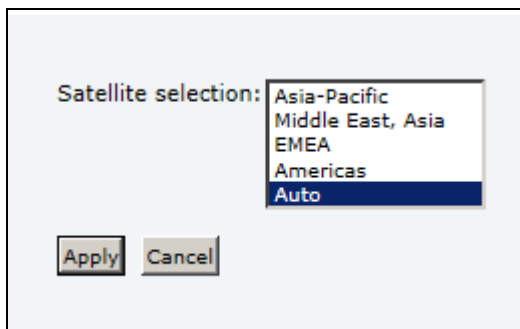 Satellite selection:
Asia-Pacific
Middle East, Asia
EMEA
Americas
Auto
Apply Cancel